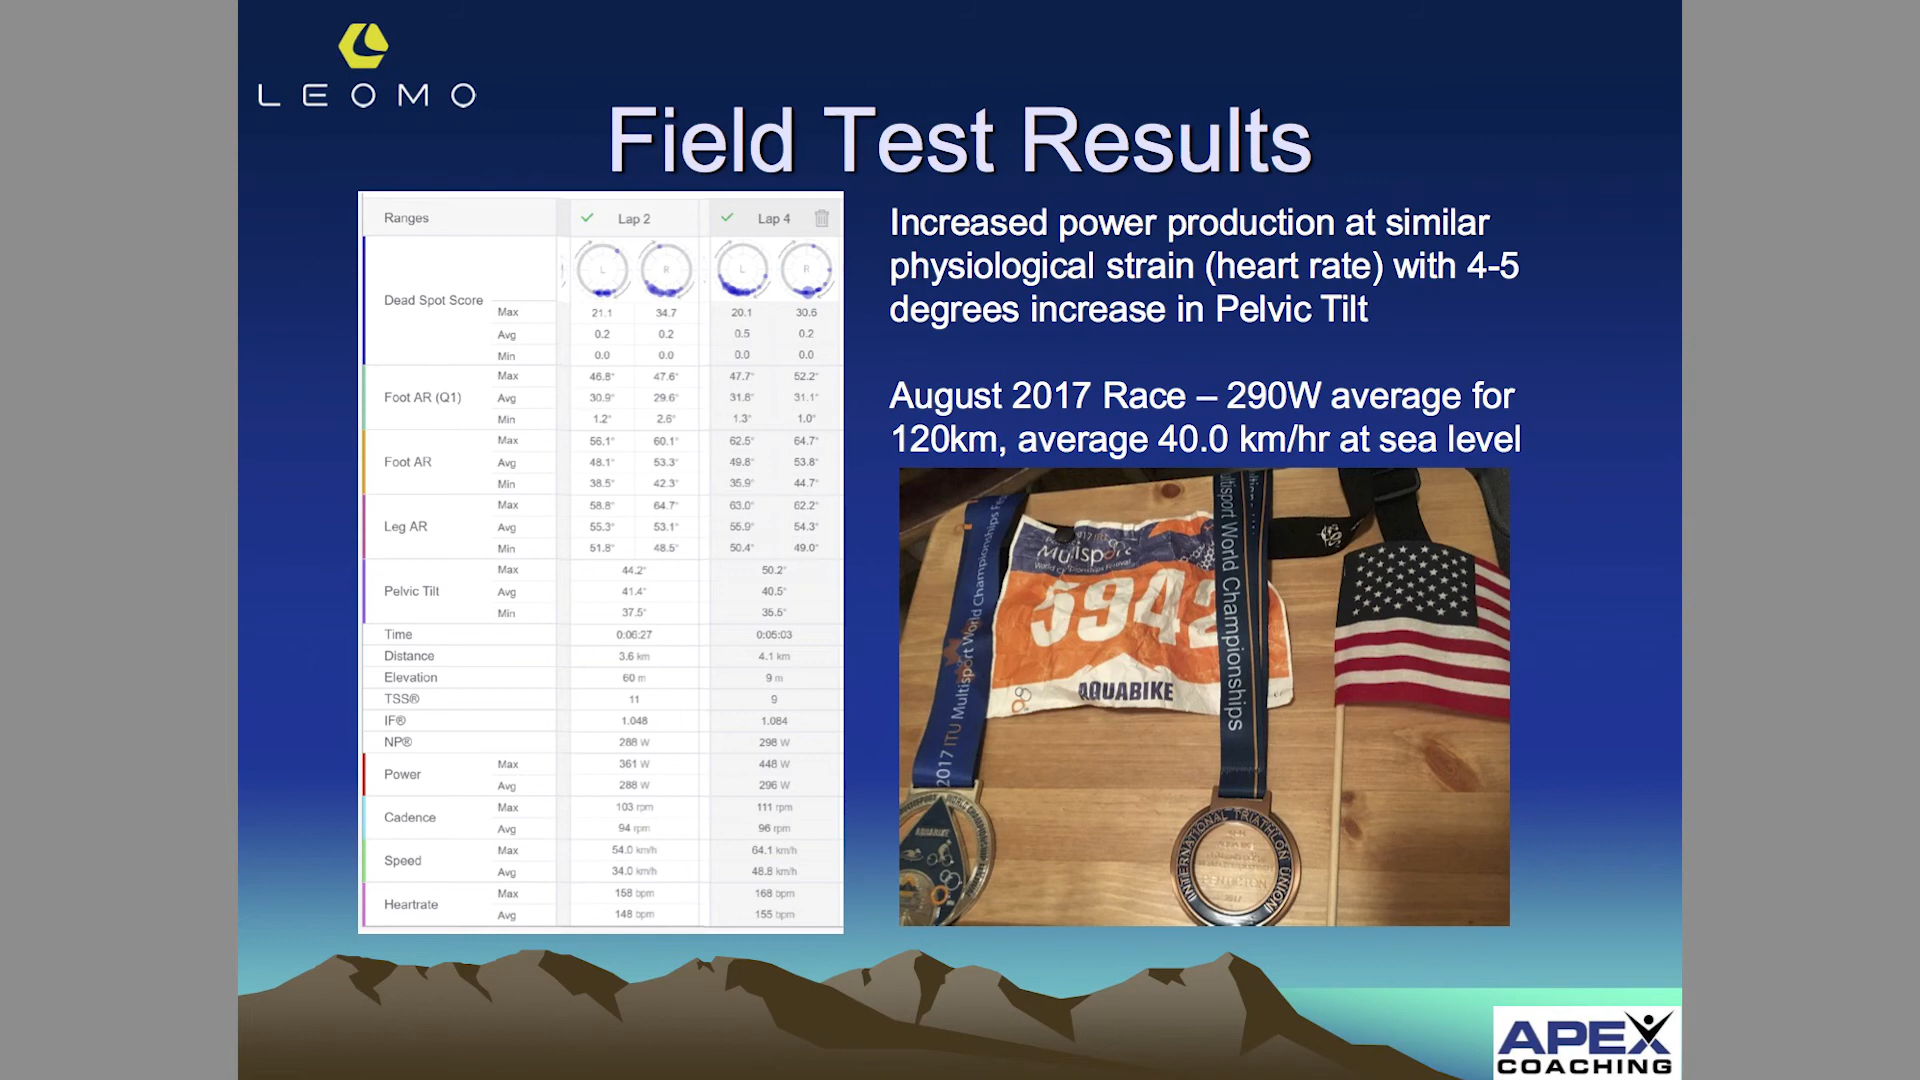 LEOMO
Field Test Results
Ranges Lap 2 Lap 4
L R L R
Dead Spot Score
Max 21.1 34.7 20.1 30.6
Avg 0.2 0.2 0.5 0.2
Min 0.0 0.0 0.0 0.0
Foot AR (Q1)
Max 46.8° 47.6° 47.7° 52.2°
Avg 30.9° 29.6° 31.8° 31.1°
Min 1.2° 2.6° 1.3° 1.0°
Foot AR
Max 56.1° 60.1° 62.5° 64.7°
Avg 48.1° 53.3° 49.8° 53.8°
Min 38.5° 42.3° 35.9° 44.7°
Leg AR
Max 58.8° 64.7° 63.0° 62.2°
Avg 55.3° 53.1° 55.9° 54.3°
Min 51.8° 48.5° 50.4° 49.0°
Pelvic Tilt
Max 44.2° 50.2°
Avg 41.4° 40.5°
Min 37.5° 35.5°
Time 0:06:27 0:05:03
Distance 3.6 km 4.1 km
Elevation 60 m 9 m
TSS® 11 9
IF® 1.048 1.084
NP® 288 W 298 W
Power
Max 361 W 448 W
Avg 288 W 296 W
Cadence
Max 103 rpm 111 rpm
Avg 94 rpm 96 rpm
Speed
Max 54.0 km/h 64.1 km/h
Avg 34.0 km/h 48.8 km/h
Heartrate
Max 158 bpm 168 bpm
Avg 148 bpm 155 bpm
Increased power production at similar
physiological strain (heart rate) with 4-5
degrees increase in Pelvic Tilt
August 2017 Race – 290W average for
120km, average 40.0 km/hr at sea level
2017 ITU Multisport World Championships
Multisport
World Championships Festival
5942
AQUABIKE
Multisport World Championships
AQUABIKE
INTERNATIONAL TRIATHLON UNION
PENTICTON
2017
APEX
COACHING